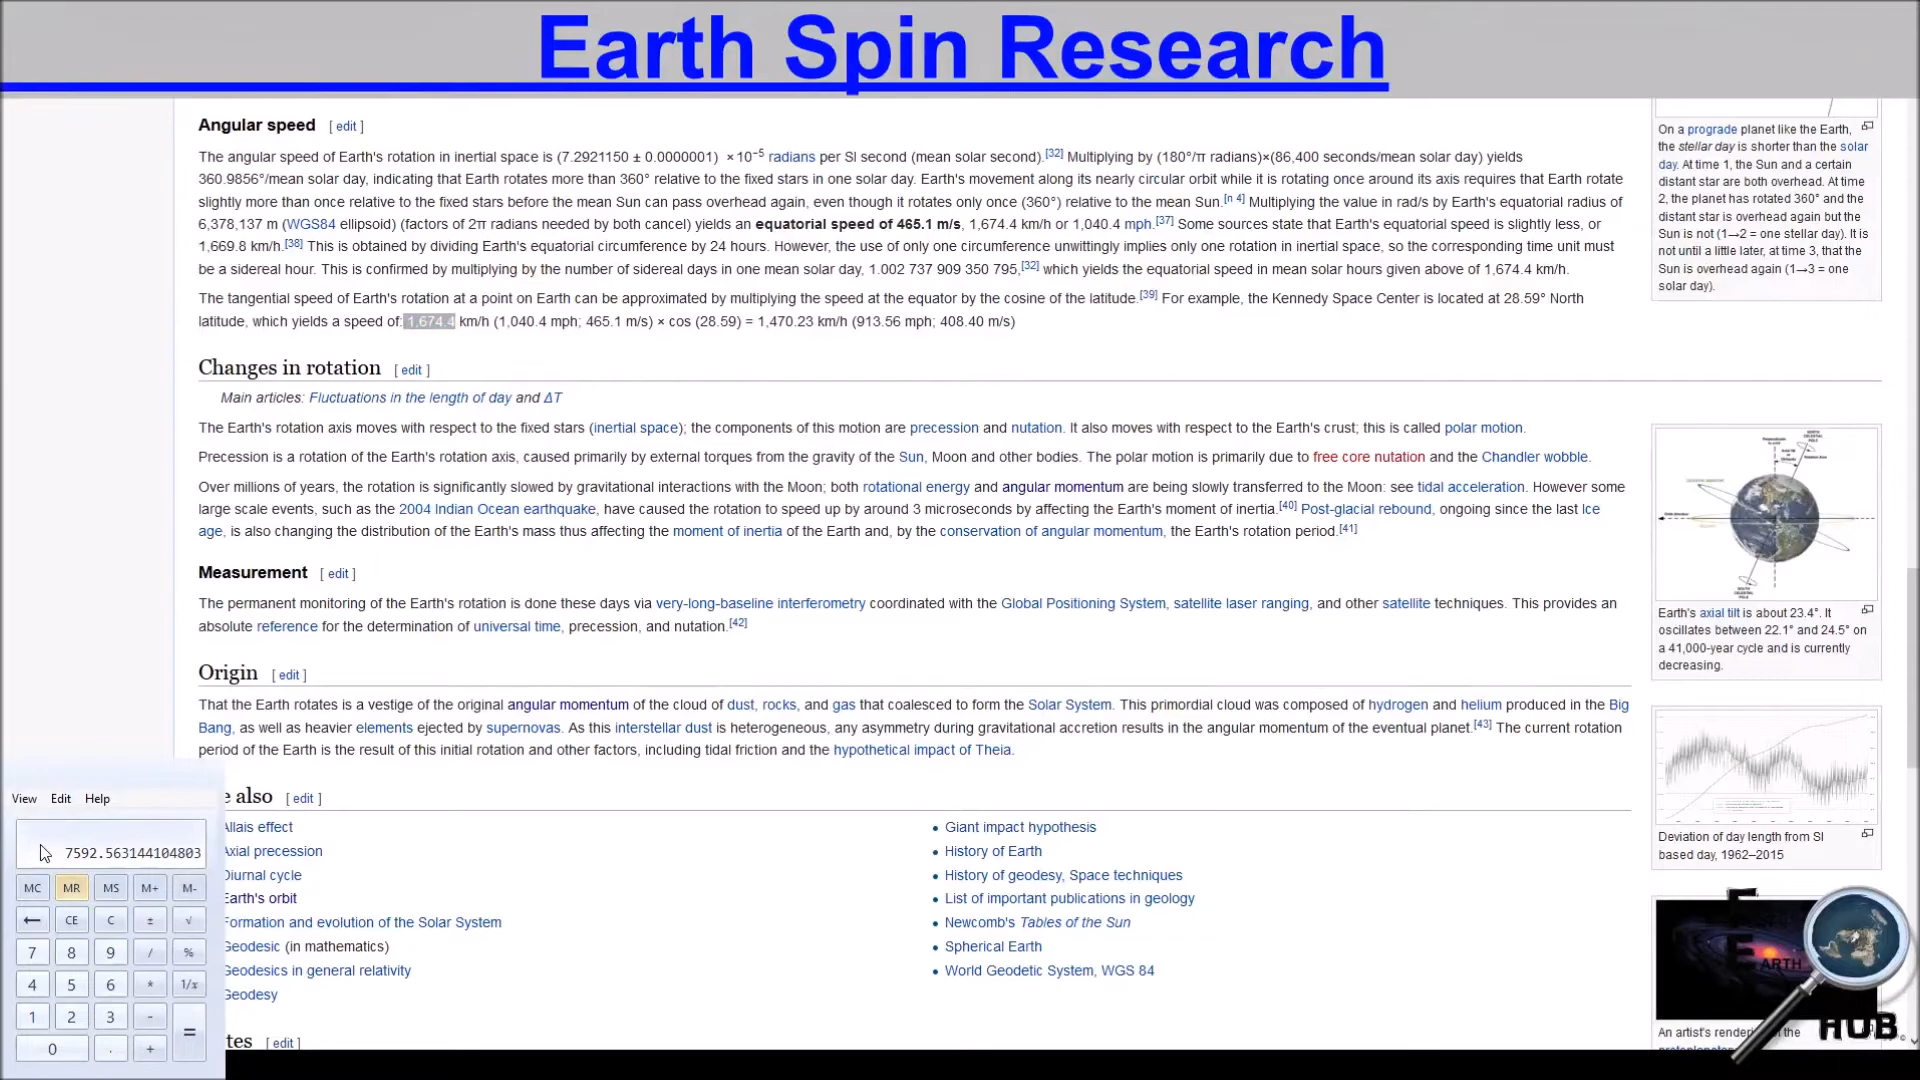 Earth Spin Research
Angular speed [ edit ]
The angular speed of Earth's rotation in inertial space is (7.2921150 ± 0.0000001) ×10−5 radians per SI second (mean solar second).[32] Multiplying by (180°/π radians)×(86,400 seconds/mean solar day) yields
360.9856°/mean solar day, indicating that Earth rotates more than 360° relative to the fixed stars in one solar day. Earth's movement along its nearly circular orbit while it is rotating once around its axis requires that Earth rotate
slightly more than once relative to the fixed stars before the mean Sun can pass overhead again, even though it rotates only once (360°) relative to the mean Sun.[n 4] Multiplying the value in rad/s by Earth's equatorial radius of
6,378,137 m (WGS84 ellipsoid) (factors of 2π radians needed by both cancel) yields an equatorial speed of 465.1 m/s, 1,674.4 km/h or 1,040.4 mph.[37] Some sources state that Earth's equatorial speed is slightly less, or
1,669.8 km/h.[38] This is obtained by dividing Earth's equatorial circumference by 24 hours. However, the use of only one circumference unwittingly implies only one rotation in inertial space, so the corresponding time unit must
be a sidereal hour. This is confirmed by multiplying by the number of sidereal days in one mean solar day, 1.002 737 909 350 795,[32] which yields the equatorial speed in mean solar hours given above of 1,674.4 km/h.
The tangential speed of Earth's rotation at a point on Earth can be approximated by multiplying the speed at the equator by the cosine of the latitude.[39] For example, the Kennedy Space Center is located at 28.59° North
latitude, which yields a speed of: 1,674.4 km/h (1,040.4 mph; 465.1 m/s) × cos (28.59) = 1,470.23 km/h (913.56 mph; 408.40 m/s)
Changes in rotation [ edit ]
Main articles: Fluctuations in the length of day and ΔT
The Earth's rotation axis moves with respect to the fixed stars (inertial space); the components of this motion are precession and nutation. It also moves with respect to the Earth's crust; this is called polar motion.
Precession is a rotation of the Earth's rotation axis, caused primarily by external torques from the gravity of the Sun, Moon and other bodies. The polar motion is primarily due to free core nutation and the Chandler wobble.
Over millions of years, the rotation is significantly slowed by gravitational interactions with the Moon; both rotational energy and angular momentum are being slowly transferred to the Moon: see tidal acceleration. However some
large scale events, such as the 2004 Indian Ocean earthquake, have caused the rotation to speed up by around 3 microseconds by affecting the Earth's moment of inertia.[40] Post-glacial rebound, ongoing since the last Ice
age, is also changing the distribution of the Earth's mass thus affecting the moment of inertia of the Earth and, by the conservation of angular momentum, the Earth's rotation period.[41]
Measurement [ edit ]
The permanent monitoring of the Earth's rotation is done these days via very-long-baseline interferometry coordinated with the Global Positioning System, satellite laser ranging, and other satellite techniques. This provides an
absolute reference for the determination of universal time, precession, and nutation.[42]
Origin [ edit ]
That the Earth rotates is a vestige of the original angular momentum of the cloud of dust, rocks, and gas that coalesced to form the Solar System. This primordial cloud was composed of hydrogen and helium produced in the Big
Bang, as well as heavier elements ejected by supernovas. As this interstellar dust is heterogeneous, any asymmetry during gravitational accretion results in the angular momentum of the eventual planet.[43] The current rotation
period of the Earth is the result of this initial rotation and other factors, including tidal friction and the hypothetical impact of Theia.
e also [ edit ]
Allais effect
Axial precession
Diurnal cycle
Earth's orbit
Formation and evolution of the Solar System
Geodesic (in mathematics)
Geodesics in general relativity
Geodesy
Giant impact hypothesis
History of Earth
History of geodesy, Space techniques
List of important publications in geology
Newcomb's Tables of the Sun
Spherical Earth
World Geodetic System, WGS 84
tes [ edit ]
On a prograde planet like the Earth,
the stellar day is shorter than the solar
day. At time 1, the Sun and a certain
distant star are both overhead. At time
2, the planet has rotated 360° and the
distant star is overhead again but the
Sun is not (1→2 = one stellar day). It is
not until a little later, at time 3, that the
Sun is overhead again (1→3 = one
solar day).
Earth's axial tilt is about 23.4°. It
oscillates between 22.1° and 24.5° on
a 41,000-year cycle and is currently
decreasing.
Deviation of day length from SI
based day, 1962–2015
An artist's render
the
ARTH
HUB
View Edit Help
7592.563144104803
MC MR MS M+ M-
← CE C ± √
7 8 9 / %
4 5 6 * 1/x
1 2 3 - =
0 . +